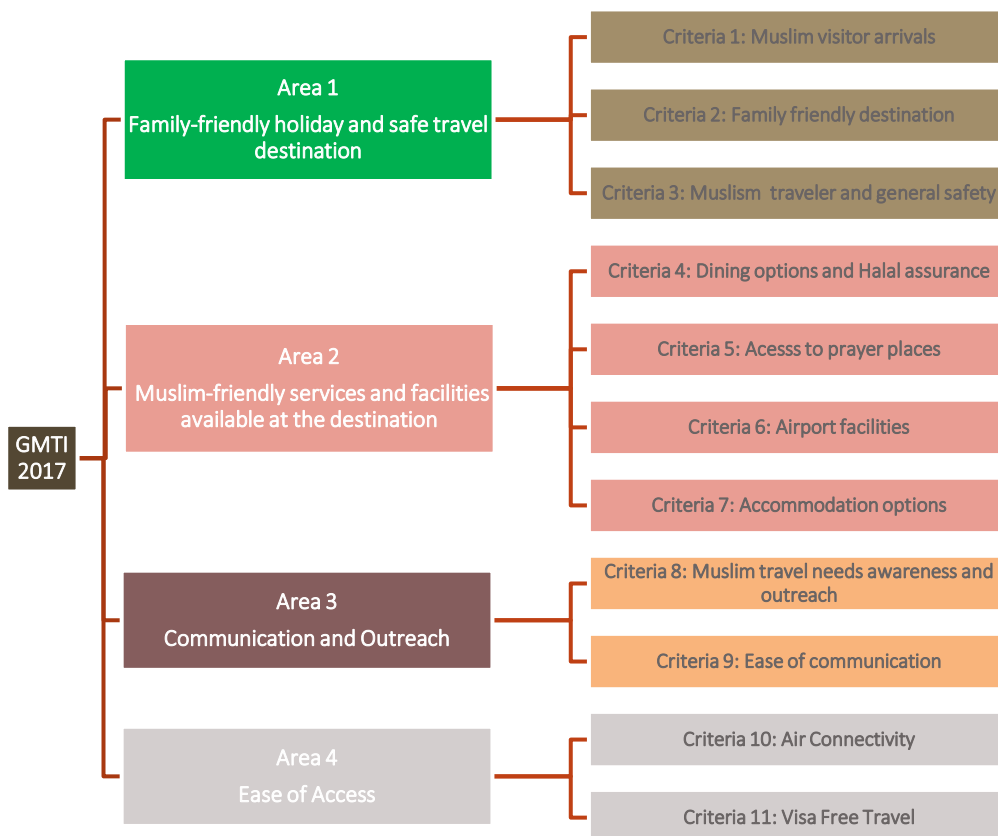 GMTI
2017
Area 1
Family-friendly holiday and safe travel
destination
Criteria 1: Muslim visitor arrivals
Criteria 2: Family friendly destination
Criteria 3: Muslism  traveler and general safety
Area 2
Muslim-friendly services and facilities
available at the destination
Criteria 4: Dining options and Halal assurance
Criteria 5: Acesss to prayer places
Criteria 6: Airport facilities
Criteria 7: Accommodation options
Area 3
Communication and Outreach
Criteria 8: Muslim travel needs awareness and
outreach
Criteria 9: Ease of communication
Area 4
Ease of Access
Criteria 10: Air Connectivity
Criteria 11: Visa Free Travel